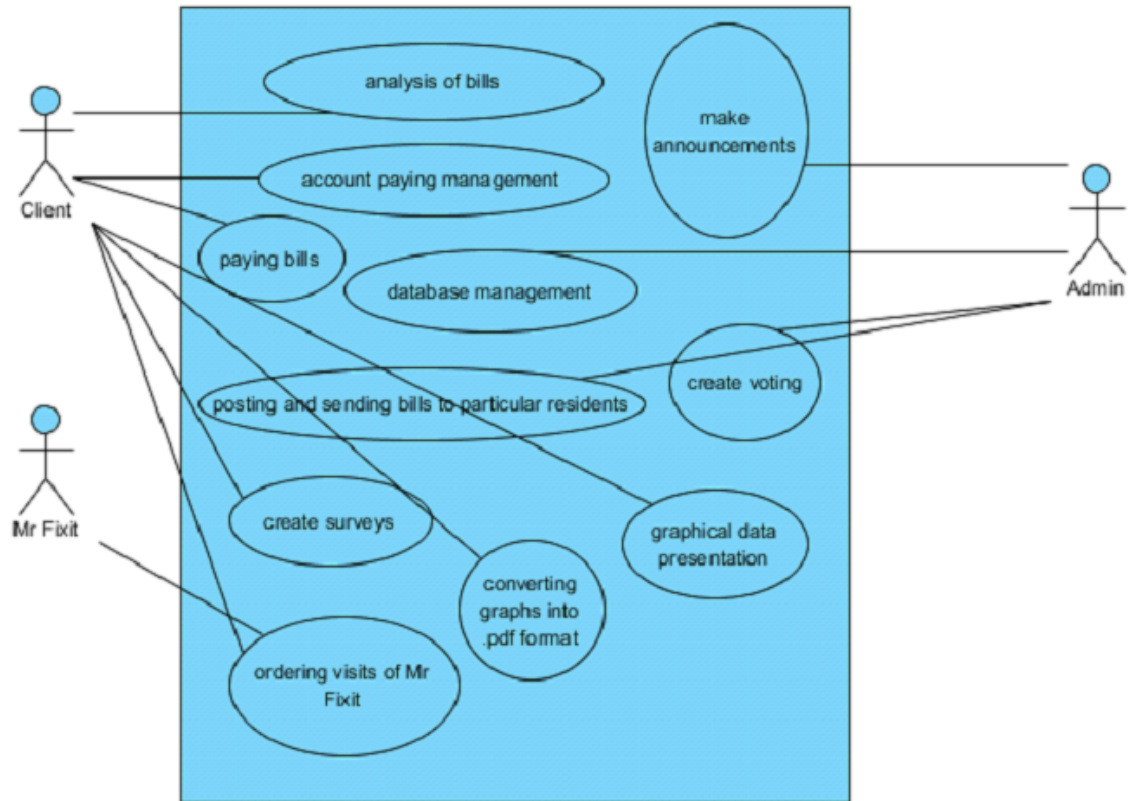 analysis of bills
make
announcements
account paying management
Client
paying bills
database management
Admin
create voting
posting and sending bills to particular residents
create surveys
Mr Fixit
graphical data
presentation
converting
graphs into
.pdf format
ordering visits of Mr
Fixit